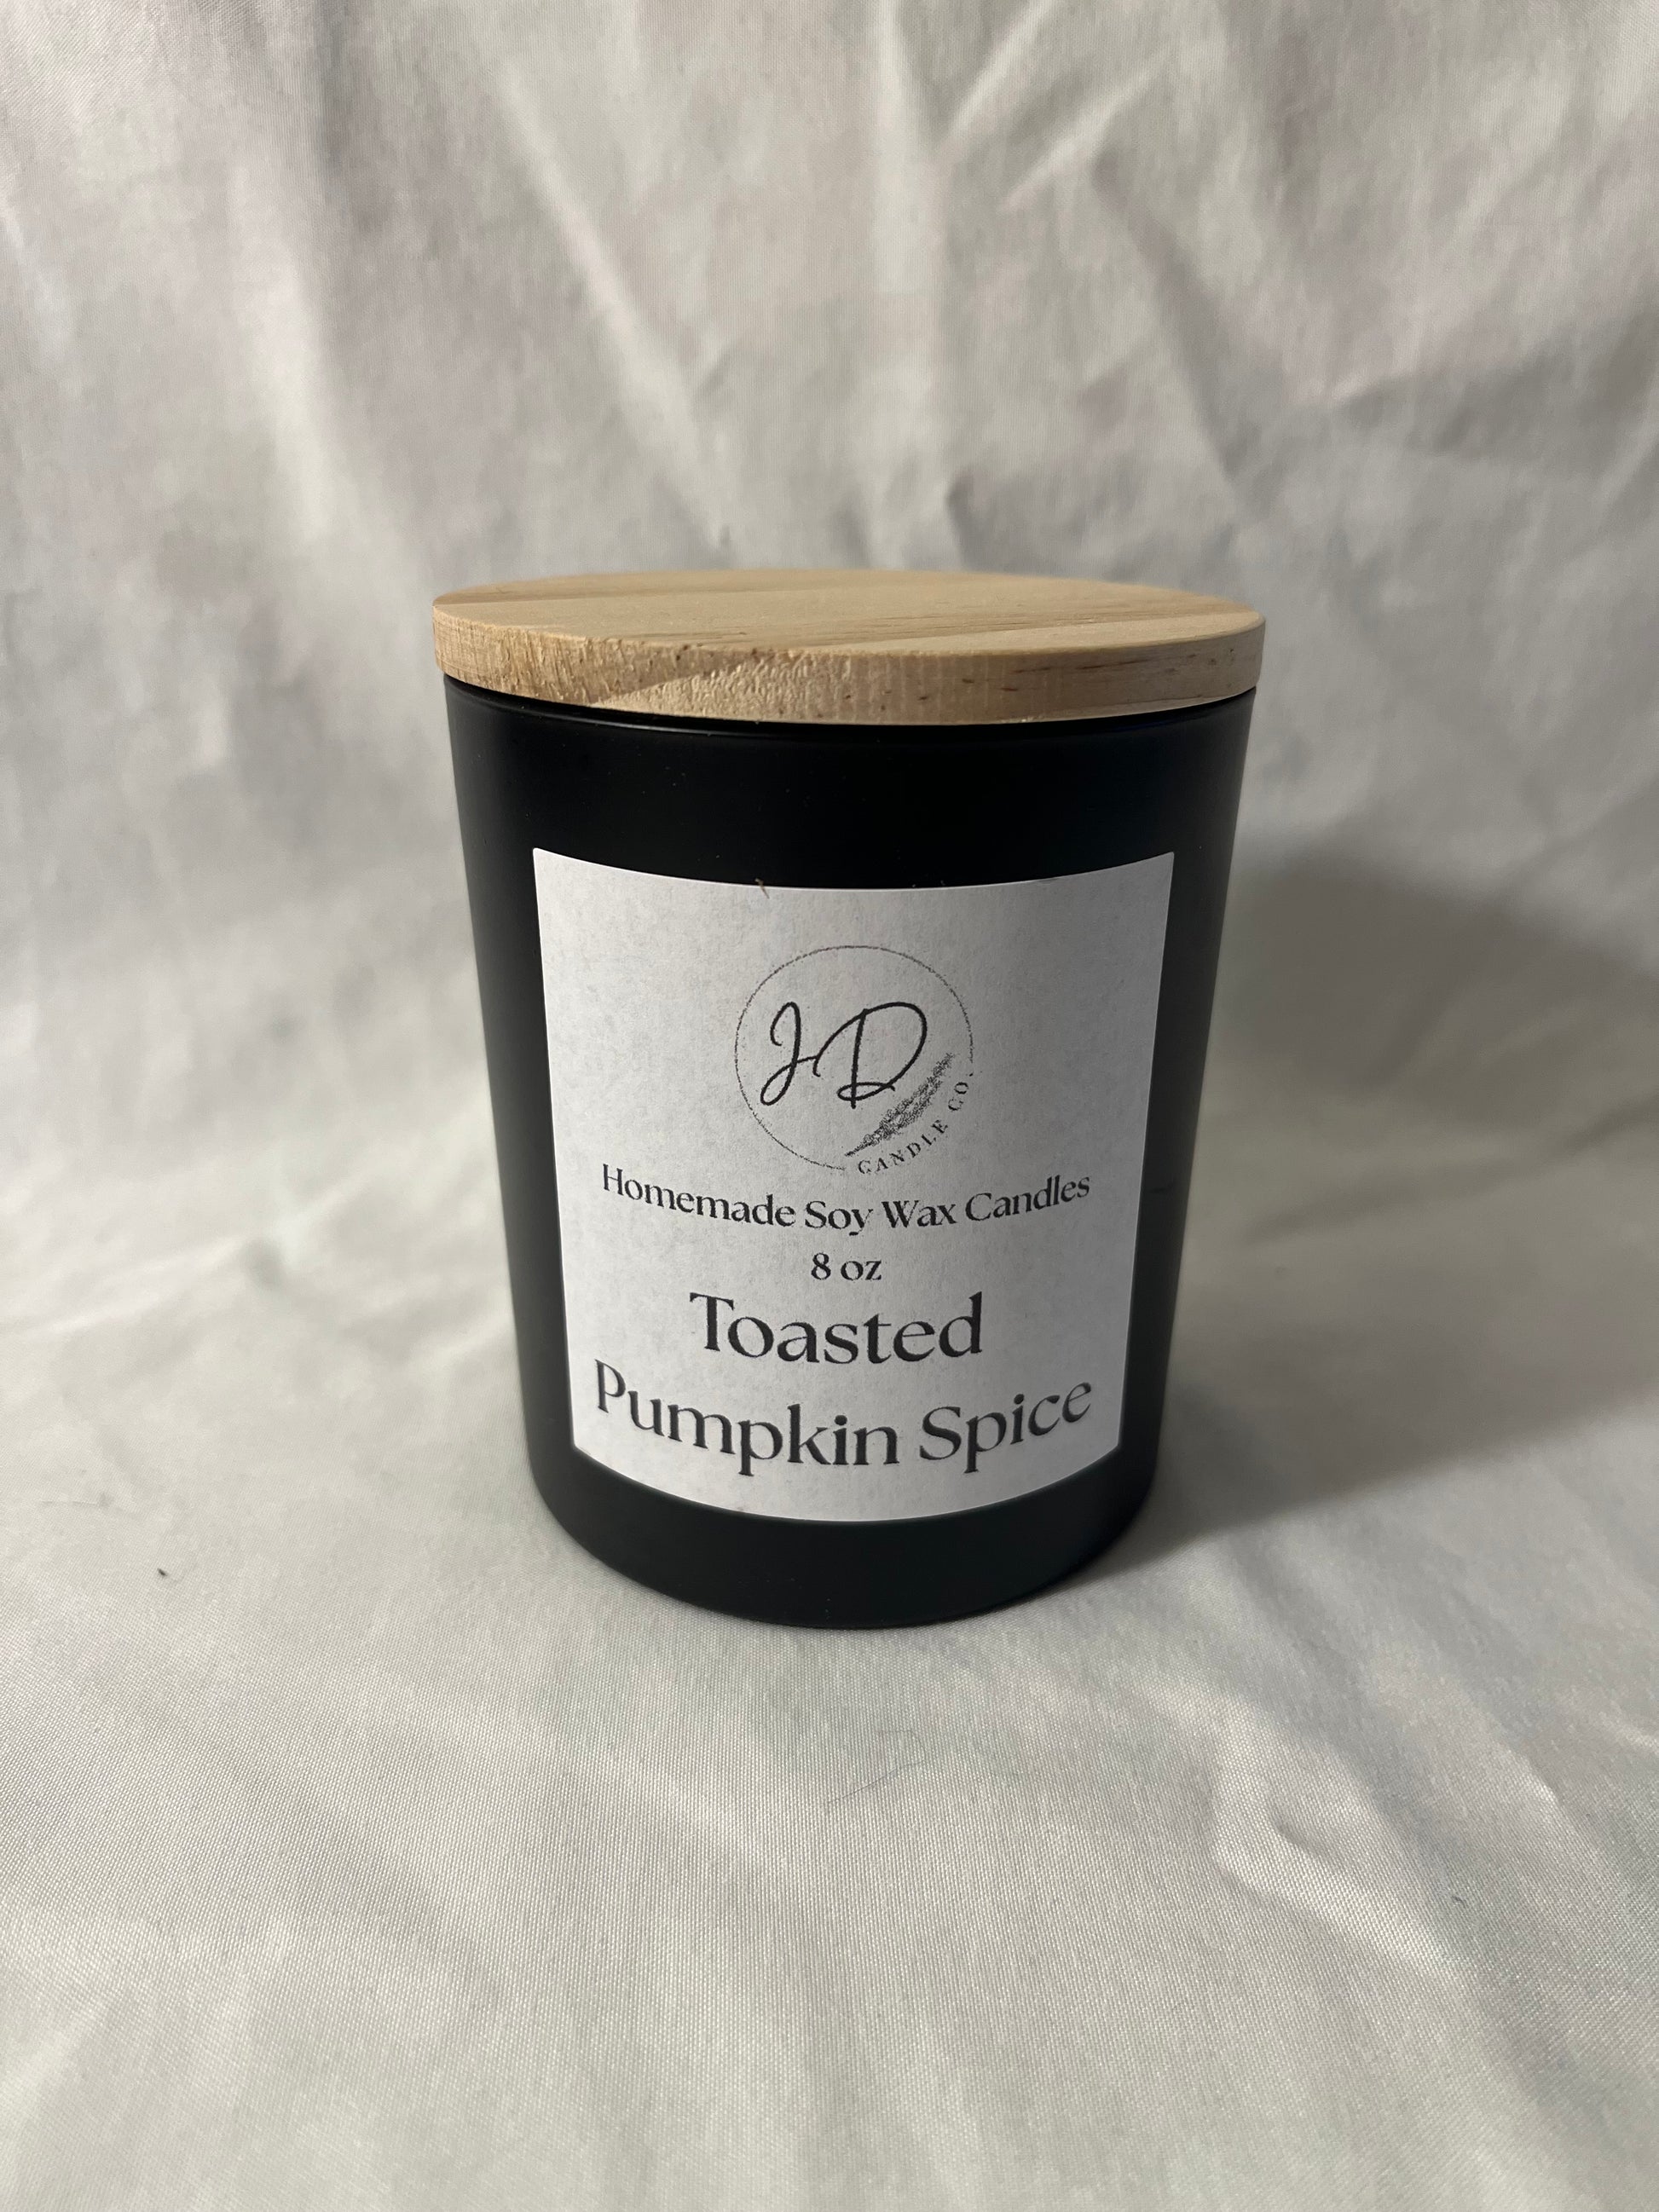 JD
CANDLE CO.
Homemade Soy Wax Candles
8 oz
Toasted
Pumpkin Spice